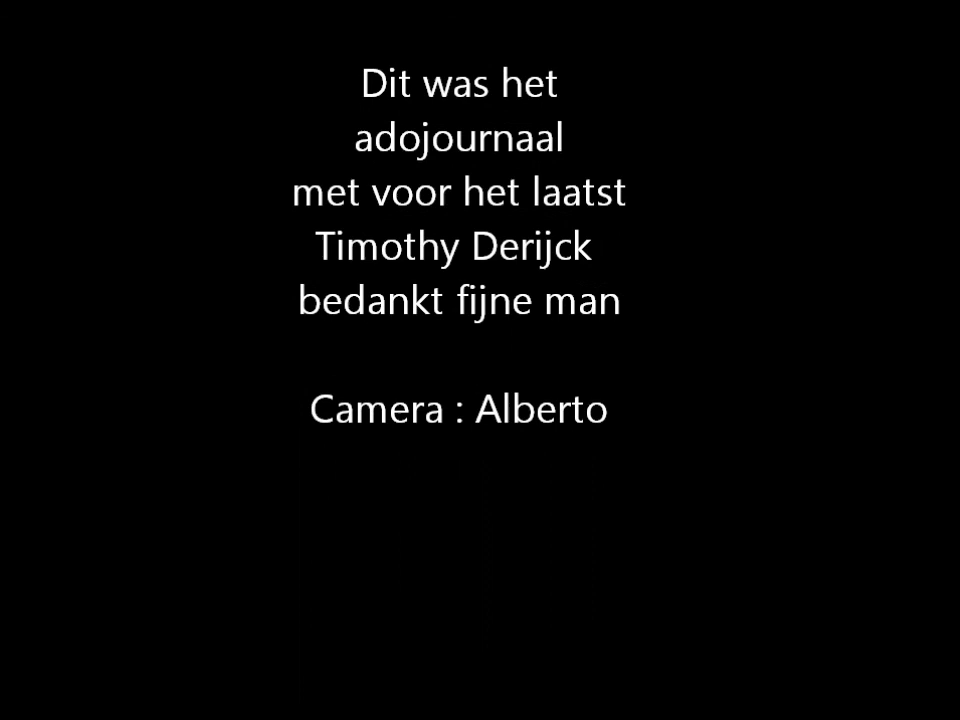 Dit was het
adojournaal
met voor het laatst
Timothy Derijck
bedankt fijne man
Camera : Alberto